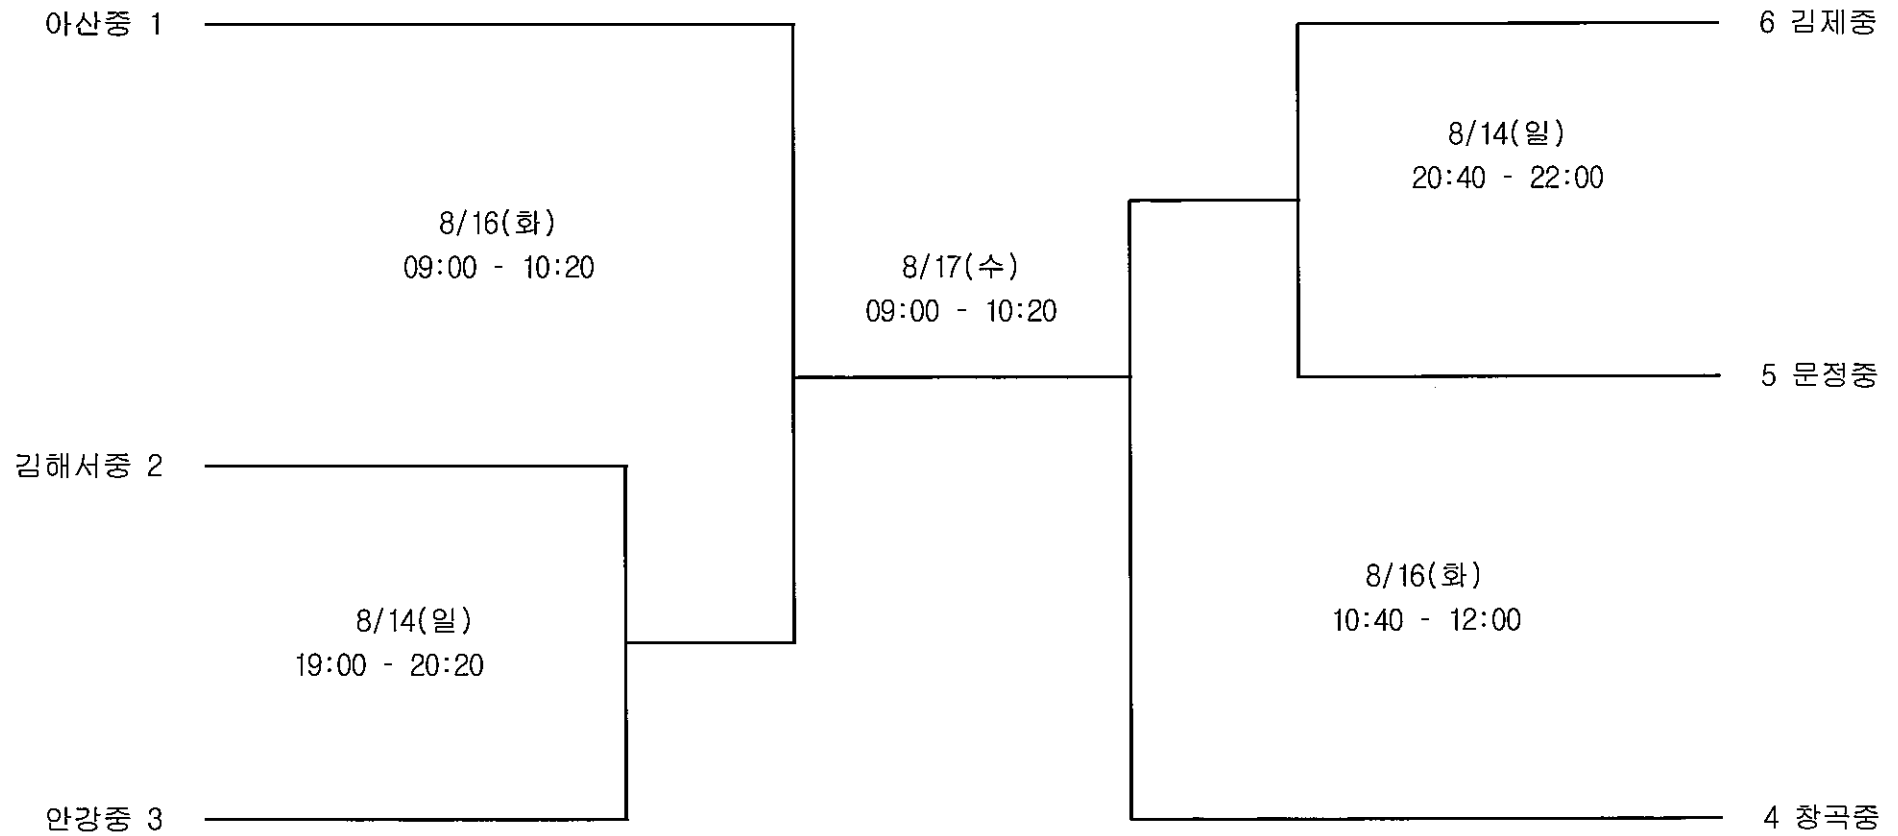 아산중 1
6 김제중
8/14(일)
20:40 - 22:00
8/16(화)
09:00 - 10:20
8/17(수)
09:00 - 10:20
5 문정중
김해서중 2
8/16(화)
10:40 - 12:00
8/14(일)
19:00 - 20:20
안강중 3
4 창곡중